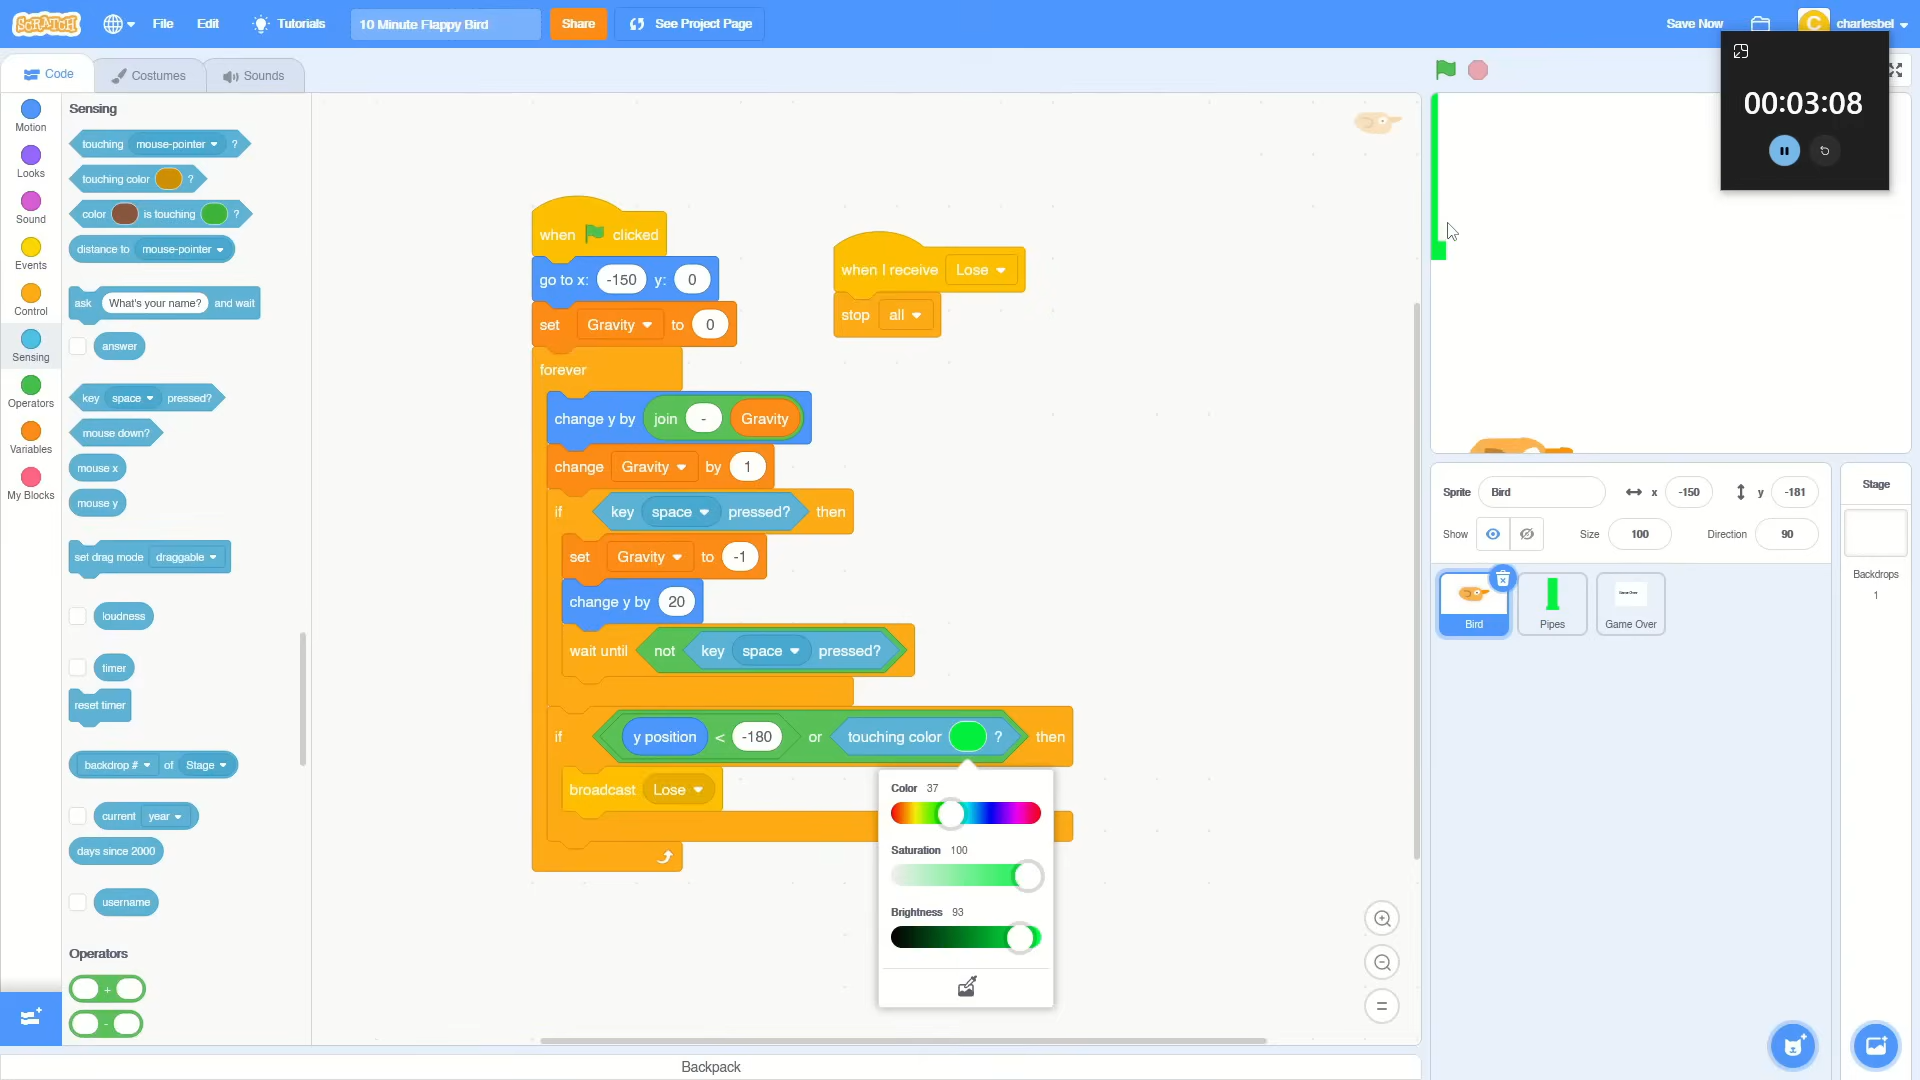 SCRATCH
File
Edit
Tutorials
10 Minute Flappy Bird
Share
See Project Page
Save Now
C
charlesbel
Code
Costumes
Sounds
00:03:08
Motion
Looks
Sound
Events
Control
Sensing
Operators
Variables
My Blocks
Sensing
touching mouse-pointer ?
touching color ?
color is touching ?
distance to mouse-pointer
ask What's your name? and wait
answer
key space pressed?
mouse down?
mouse x
mouse y
set drag mode draggable
loudness
timer
reset timer
backdrop # of Stage
current year
days since 2000
username
Operators
+
-
when clicked
go to x: -150 y: 0
set Gravity to 0
forever
change y by join - Gravity
change Gravity by 1
if key space pressed? then
set Gravity to -1
change y by 20
wait until not key space pressed?
if y position < -180 or touching color ? then
broadcast Lose
when I receive Lose
stop all
Color 37
Saturation 100
Brightness 93
=
Backpack
Sprite Bird x -150 y -181
Show Size 100 Direction 90
Bird
Pipes
Game Over
Game Over
Stage
Backdrops
1